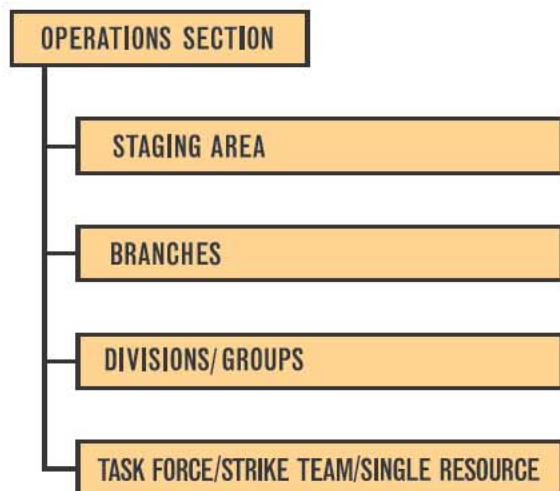 OPERATIONS SECTION
STAGING AREA
BRANCHES
DIVISIONS/GROUPS
TASK FORCE/STRIKE TEAM/SINGLE RESOURCE